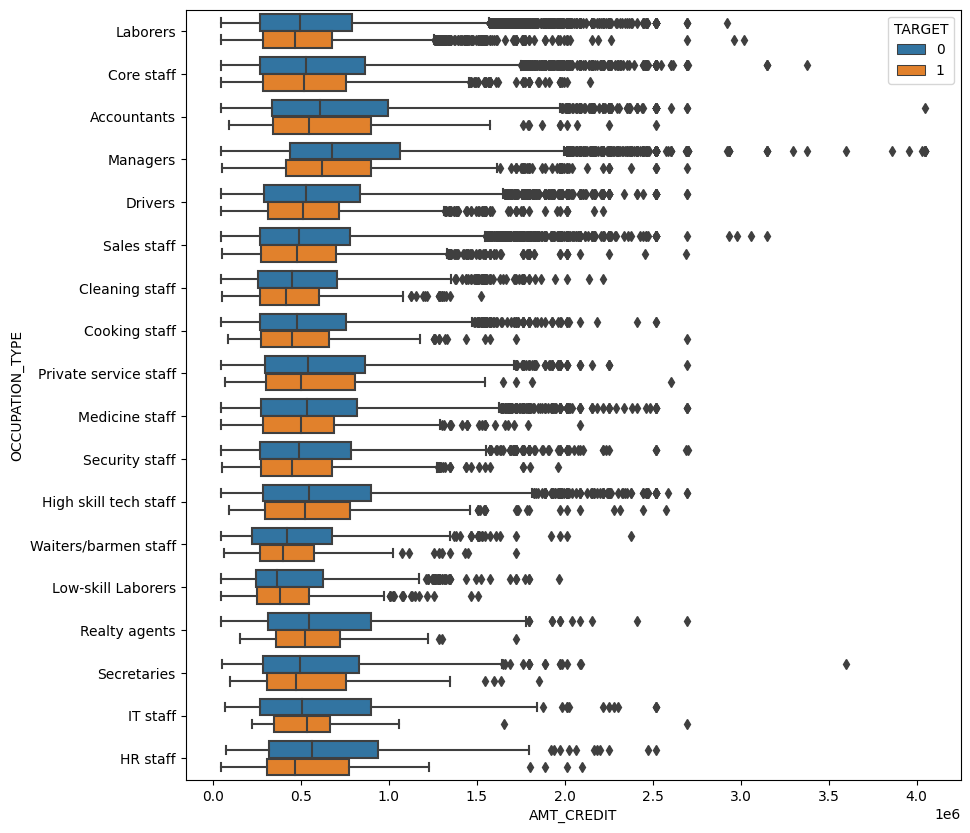 TARGET
0
1
Laborers
Core staff
Accountants
Managers
Drivers
Sales staff
Cleaning staff
Cooking staff
Private service staff
Medicine staff
Security staff
High skill tech staff
Waiters/barmen staff
Low-skill Laborers
Realty agents
Secretaries
IT staff
HR staff
OCCUPATION_TYPE
0.0 0.5 1.0 1.5 2.0 2.5 3.0 3.5 4.0
1e6
AMT_CREDIT